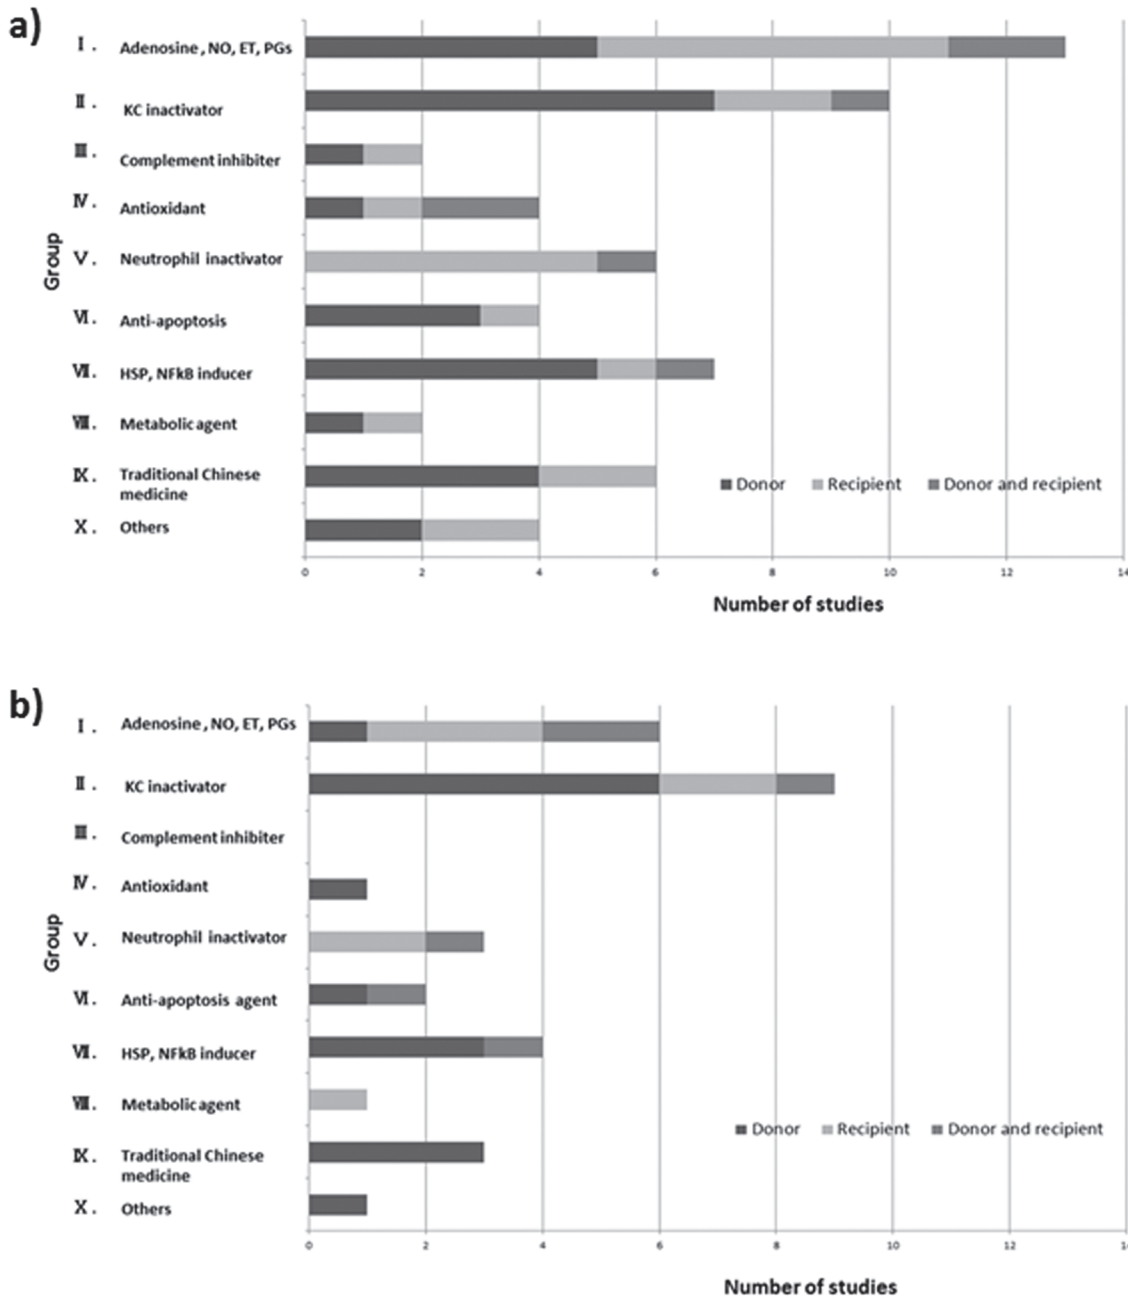 a)
Ⅰ. Adenosine, NO, ET, PGs
Ⅱ. KC inactivator
Ⅲ. Complement inhibiter
Ⅳ. Antioxidant
Group
Ⅴ. Neutrophil inactivator
Ⅵ. Anti-apoptosis
Ⅶ. HSP, NFkB inducer
Ⅷ. Metabolic agent
Ⅸ. Traditional Chinese
medicine
Donor Recipient Donor and recipient
Ⅹ. Others
0 2 4 6 8 10 12 14
Number of studies
b)
Ⅰ. Adenosine, NO, ET, PGs
Ⅱ. KC inactivator
Ⅲ. Complement inhibiter
Ⅳ. Antioxidant
Group
Ⅴ. Neutrophil inactivator
Ⅵ. Anti-apoptosis agent
Ⅶ. HSP, NFkB inducer
Ⅷ. Metabolic agent
Donor Recipient Donor and recipient
Ⅸ. Traditional Chinese
medicine
Ⅹ. Others
0 2 4 6 8 10 12
Number of studies